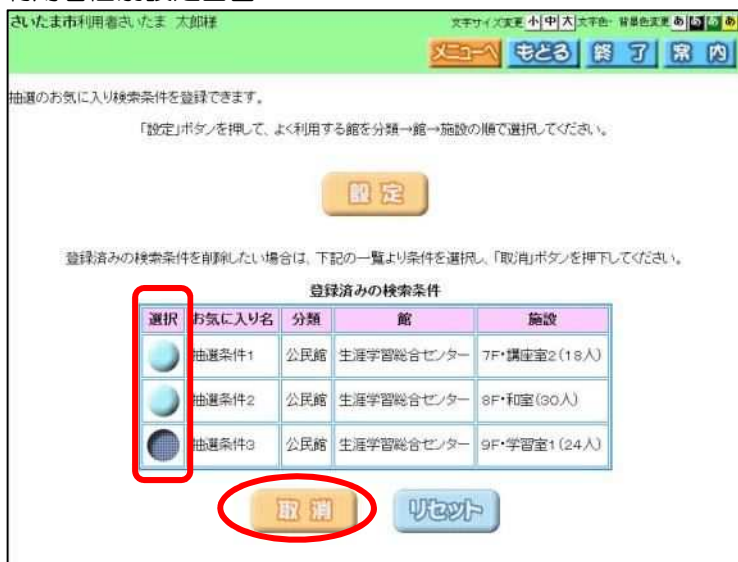 さいたま市利用者さいたま 太郎様 文字サイズ変更 小 中 大 文字色・背景色変更 あ あ あ あ
メニューへ もどる 終了 案内
抽選のお気に入り検索条件を登録できます。
「設定」ボタンを押して、よく利用する館を分類→館→施設の順で選択してください。
設定
登録済みの検索条件を削除したい場合は、下記の一覧より条件を選択し、「取消」ボタンを押下してください。
登録済みの検索条件
選択 お気に入り名 分類 館 施設
抽選条件1 公民館 生涯学習総合センター 7F・講座室2(18人)
抽選条件2 公民館 生涯学習総合センター 8F・和室(30人)
抽選条件3 公民館 生涯学習総合センター 9F・学習室1(24人)
取消 リセット